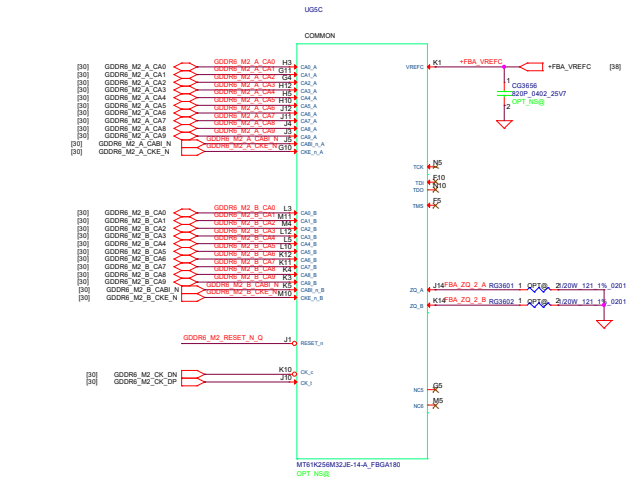 UG5C
COMMON
[30] GDDR6_M2_A_CA0 GDDR6_M2_A_CA0 H3 CA0_A
[30] GDDR6_M2_A_CA1 GDDR6_M2_A_CA1 G11 CA1_A
[30] GDDR6_M2_A_CA2 GDDR6_M2_A_CA2 G4 CA2_A
[30] GDDR6_M2_A_CA3 GDDR6_M2_A_CA3 H12 CA3_A
[30] GDDR6_M2_A_CA4 GDDR6_M2_A_CA4 H5 CA4_A
[30] GDDR6_M2_A_CA5 GDDR6_M2_A_CA5 H10 CA5_A
[30] GDDR6_M2_A_CA6 GDDR6_M2_A_CA6 J12 CA6_A
[30] GDDR6_M2_A_CA7 GDDR6_M2_A_CA7 J11 CA7_A
[30] GDDR6_M2_A_CA8 GDDR6_M2_A_CA8 J4 CA8_A
[30] GDDR6_M2_A_CA9 GDDR6_M2_A_CA9 J3 CA9_A
[30] GDDR6_M2_A_CABI_N GDDR6_M2_A_CABI_N J5 CABI_n_A
[30] GDDR6_M2_A_CKE_N GDDR6_M2_A_CKE_N G10 CKE_n_A
VREFC K1 +FBA_VREFC +FBA_VREFC [38]
1
CG3656
820P_0402_25V7
OPT_NS@
2
TCK N5
TDI F10
TDO N10
TMS F5
[30] GDDR6_M2_B_CA0 GDDR6_M2_B_CA0 L3 CA0_B
[30] GDDR6_M2_B_CA1 GDDR6_M2_B_CA1 M11 CA1_B
[30] GDDR6_M2_B_CA2 GDDR6_M2_B_CA2 M4 CA2_B
[30] GDDR6_M2_B_CA3 GDDR6_M2_B_CA3 L12 CA3_B
[30] GDDR6_M2_B_CA4 GDDR6_M2_B_CA4 L5 CA4_B
[30] GDDR6_M2_B_CA5 GDDR6_M2_B_CA5 L10 CA5_B
[30] GDDR6_M2_B_CA6 GDDR6_M2_B_CA6 K12 CA6_B
[30] GDDR6_M2_B_CA7 GDDR6_M2_B_CA7 K11 CA7_B
[30] GDDR6_M2_B_CA8 GDDR6_M2_B_CA8 K4 CA8_B
[30] GDDR6_M2_B_CA9 GDDR6_M2_B_CA9 K3 CA9_B
[30] GDDR6_M2_B_CABI_N GDDR6_M2_B_CABI_N K5 CABI_n_B
[30] GDDR6_M2_B_CKE_N GDDR6_M2_B_CKE_N M10 CKE_n_B
ZQ_A J14 FBA_ZQ_2_A RG3601 1 OPT@ 2 1/20W_121_1%_0201
ZQ_B K14 FBA_ZQ_2_B RG3602 1 OPT@ 2 1/20W_121_1%_0201
GDDR6_M2_RESET_N_Q J1 RESET_n
[30] GDDR6_M2_CK_DN K10 CK_c
[30] GDDR6_M2_CK_DP J10 CK_t
NC5 G5
NC6 M5
MT61K256M32JE-14-A_FBGA180
OPT_NS@